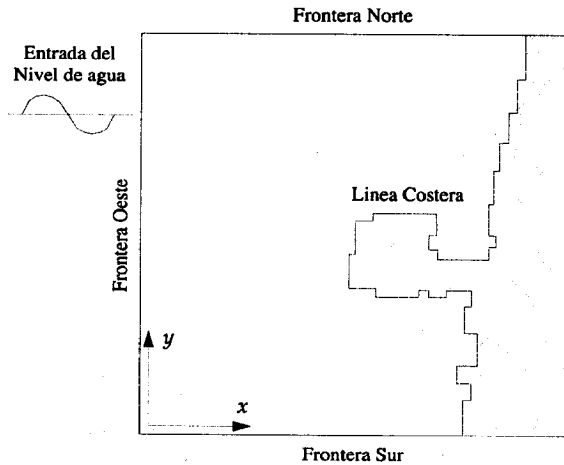 Frontera Norte
Entrada del
Nivel de agua
Frontera Oeste
Linea Costera
y
x
Frontera Sur